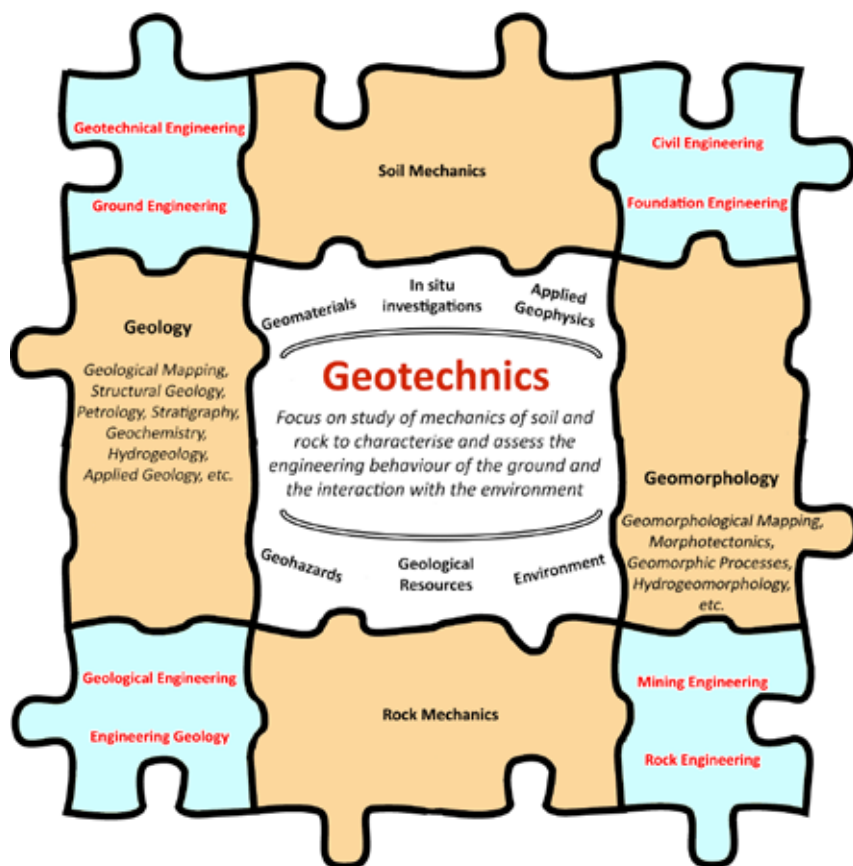 Geotechnical Engineering
Ground Engineering
Soil Mechanics
Civil Engineering
Foundation Engineering
Geology
Geological Mapping,
Structural Geology,
Petrology, Stratigraphy,
Geochemistry,
Hydrogeology,
Applied Geology, etc.
Geomaterials
In situ
investigations
Applied
Geophysics
Geotechnics
Focus on study of mechanics of soil and
rock to characterise and assess the
engineering behaviour of the ground and
the interaction with the environment
Geohazards
Geological
Resources
Environment
Geomorphology
Geomorphological Mapping,
Morphotectonics,
Geomorphic Processes,
Hydrogeomorphology,
etc.
Geological Engineering
Engineering Geology
Rock Mechanics
Mining Engineering
Rock Engineering